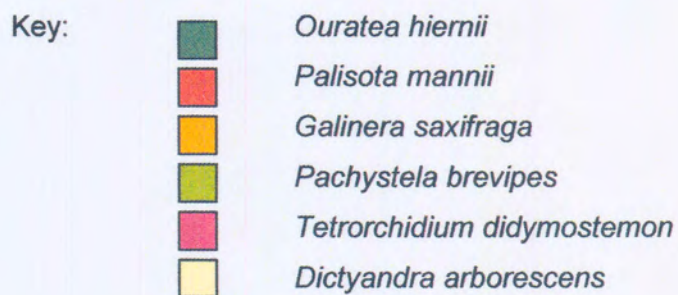 Key: Ouratea hiernii
Palisota mannii
Galinera saxifraga
Pachystela brevipes
Tetrorchidium didymostemon
Dictyandra arborescens